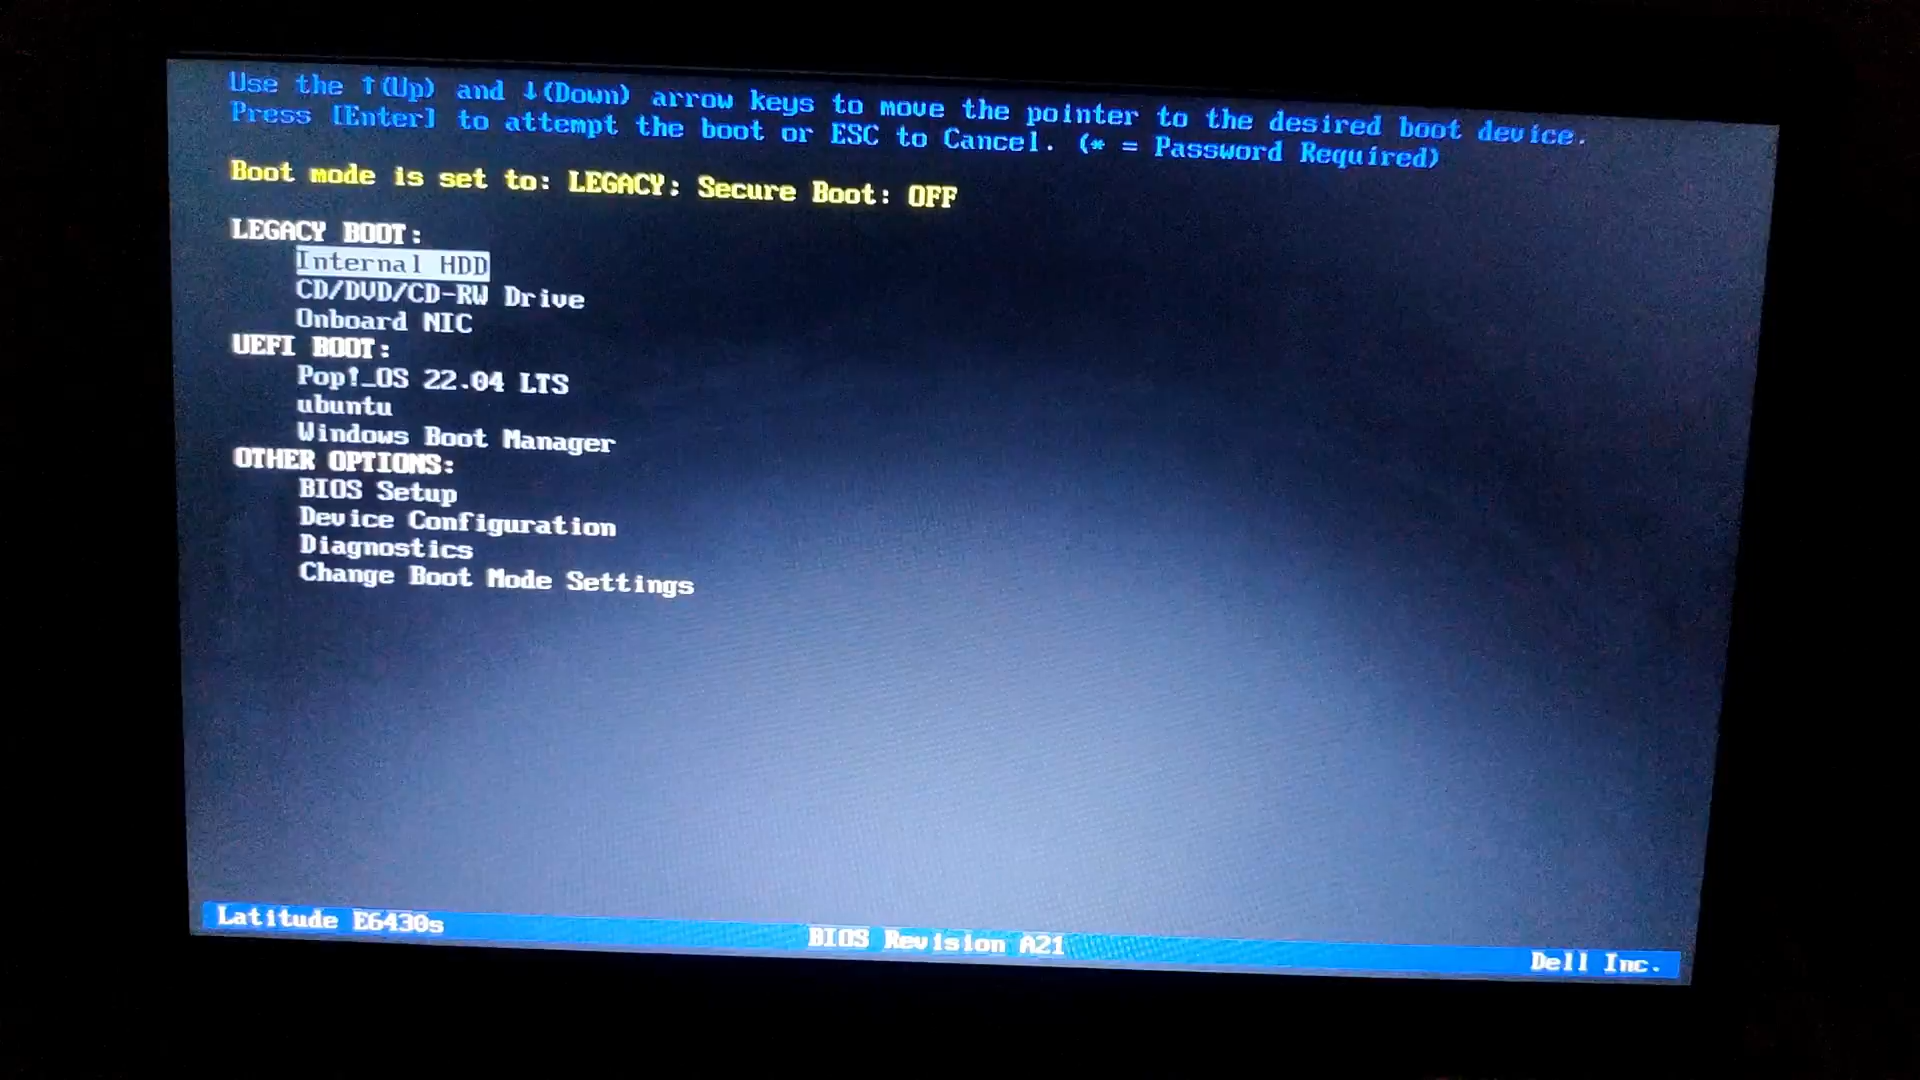 Use the ↑(Up) and ↓(Down) arrow keys to move the pointer to the desired boot device.
Press [Enter] to attempt the boot or ESC to Cancel. (* = Password Required)
Boot mode is set to: LEGACY; Secure Boot: OFF
LEGACY BOOT:
Internal HDD
CD/DVD/CD-RW Drive
Onboard NIC
UEFI BOOT:
Pop!_OS 22.04 LTS
ubuntu
Windows Boot Manager
OTHER OPTIONS:
BIOS Setup
Device Configuration
Diagnostics
Change Boot Mode Settings
Latitude E6430s
BIOS Revision A21
Dell Inc.